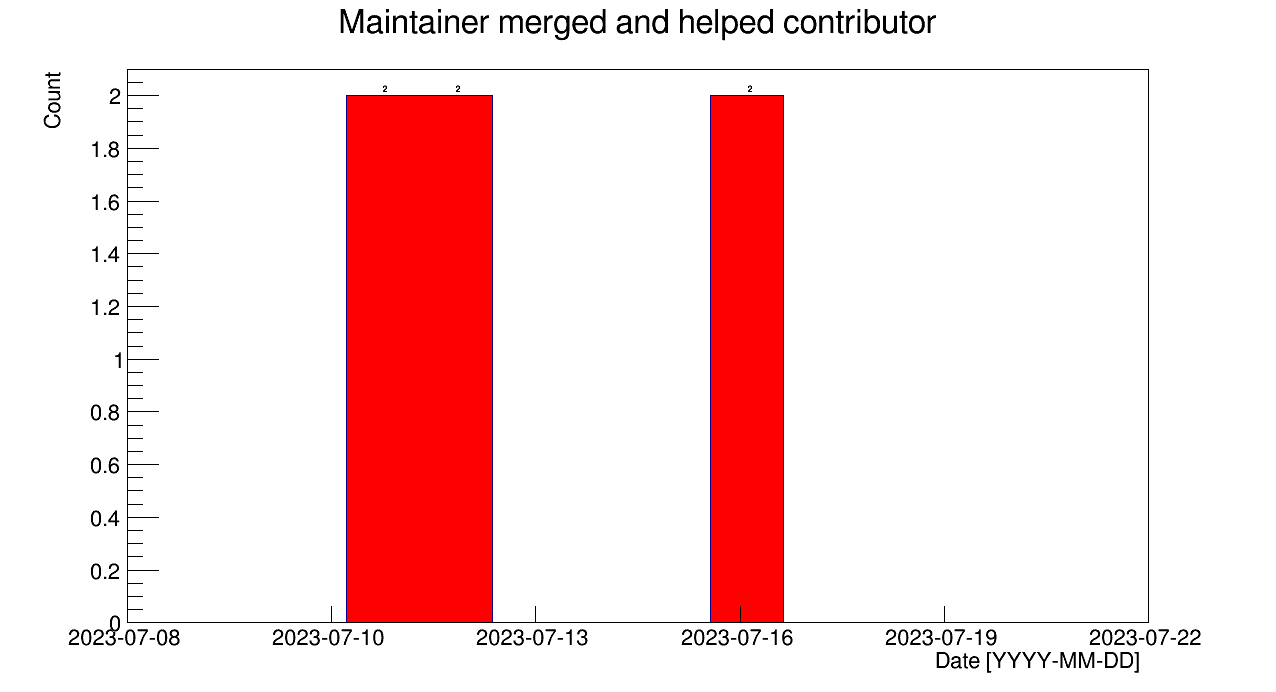 Maintainer merged and helped contributor
Count
2 2 2
2
1.8
1.6
1.4
1.2
1
0.8
0.6
0.4
0.2
0
2023-07-08 2023-07-10 2023-07-13 2023-07-16 2023-07-19 2023-07-22
Date [YYYY-MM-DD]